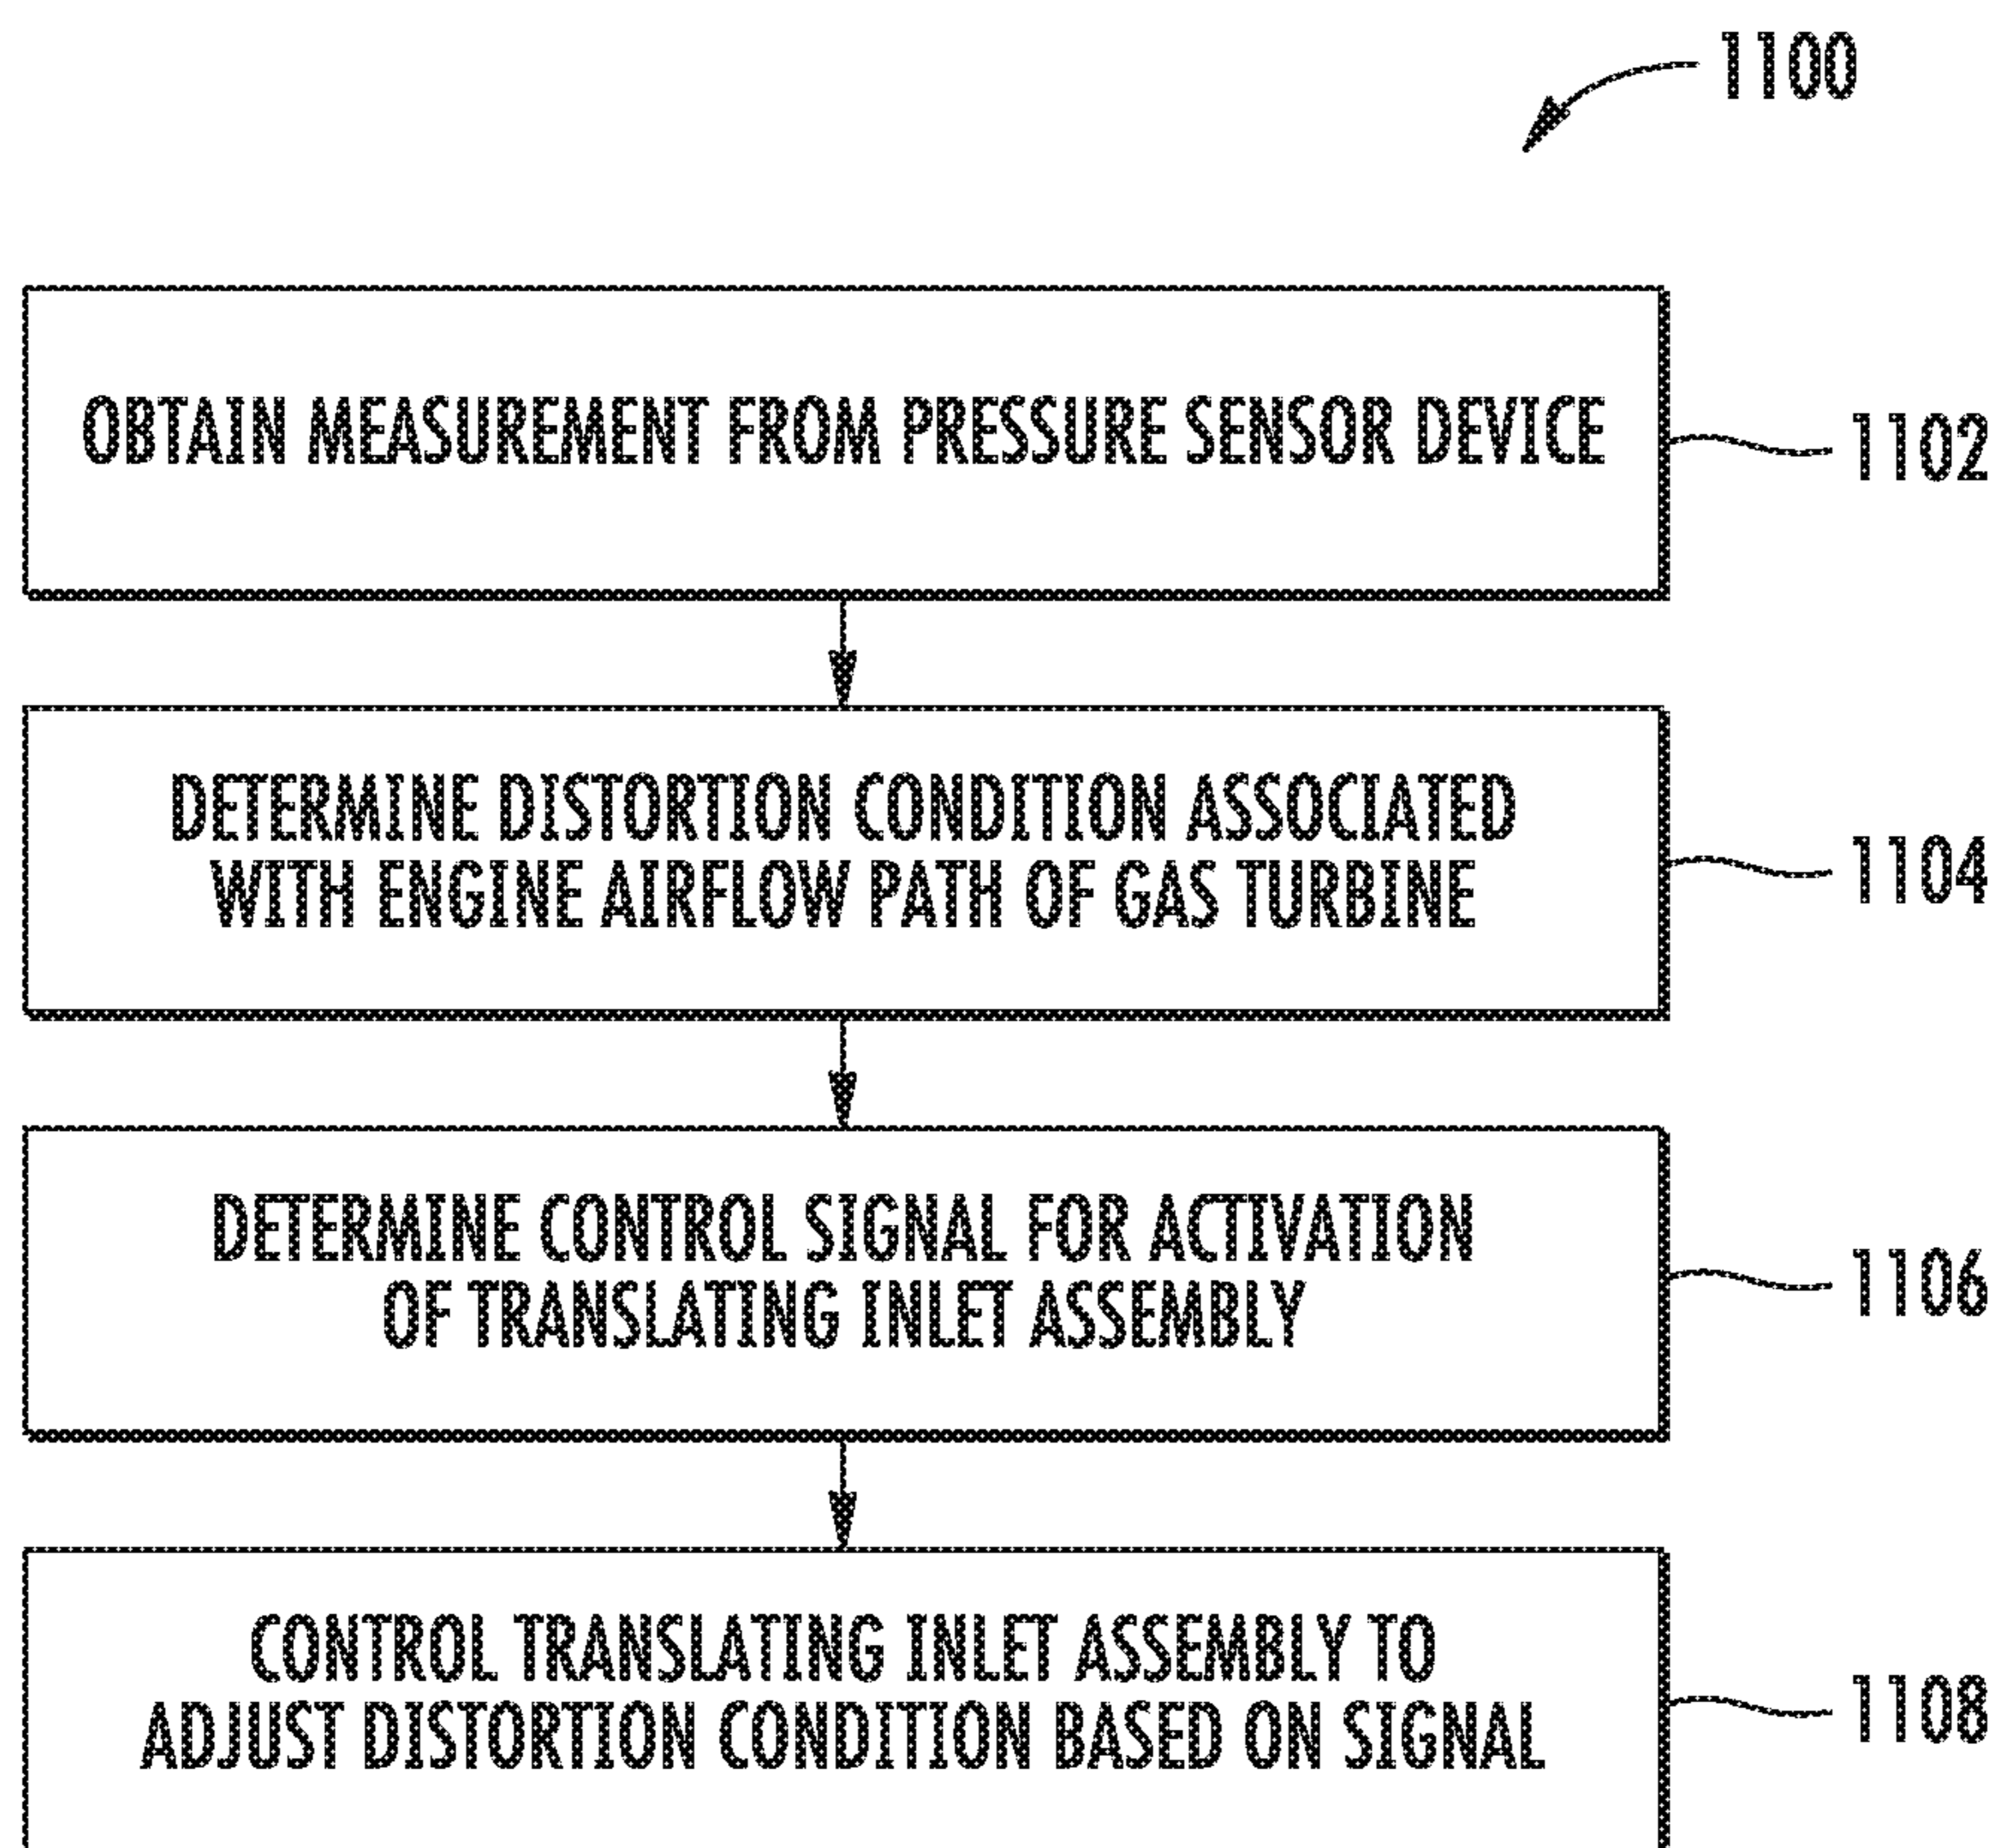 1100
OBTAIN MEASUREMENT FROM PRESSURE SENSOR DEVICE
1102
DETERMINE DISTORTION CONDITION ASSOCIATED
WITH ENGINE AIRFLOW PATH OF GAS TURBINE
1104
DETERMINE CONTROL SIGNAL FOR ACTIVATION
OF TRANSLATING INLET ASSEMBLY
1106
CONTROL TRANSLATING INLET ASSEMBLY TO
ADJUST DISTORTION CONDITION BASED ON SIGNAL
1108